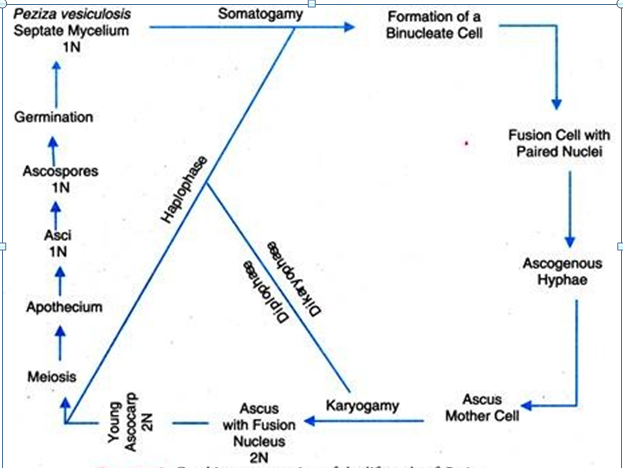 Peziza vesiculosis
Septate Mycelium
1N
Somatogamy
Formation of a
Binucleate Cell
Fusion Cell with
Paired Nuclei
Ascogenous
Hyphae
Ascus
Mother Cell
Karyogamy
Ascus
with Fusion
Nucleus
2N
Young
Ascocarp
2N
Meiosis
Apothecium
Asci
1N
Ascospores
1N
Germination
Haplophase
Dikaryophase
Diplophase